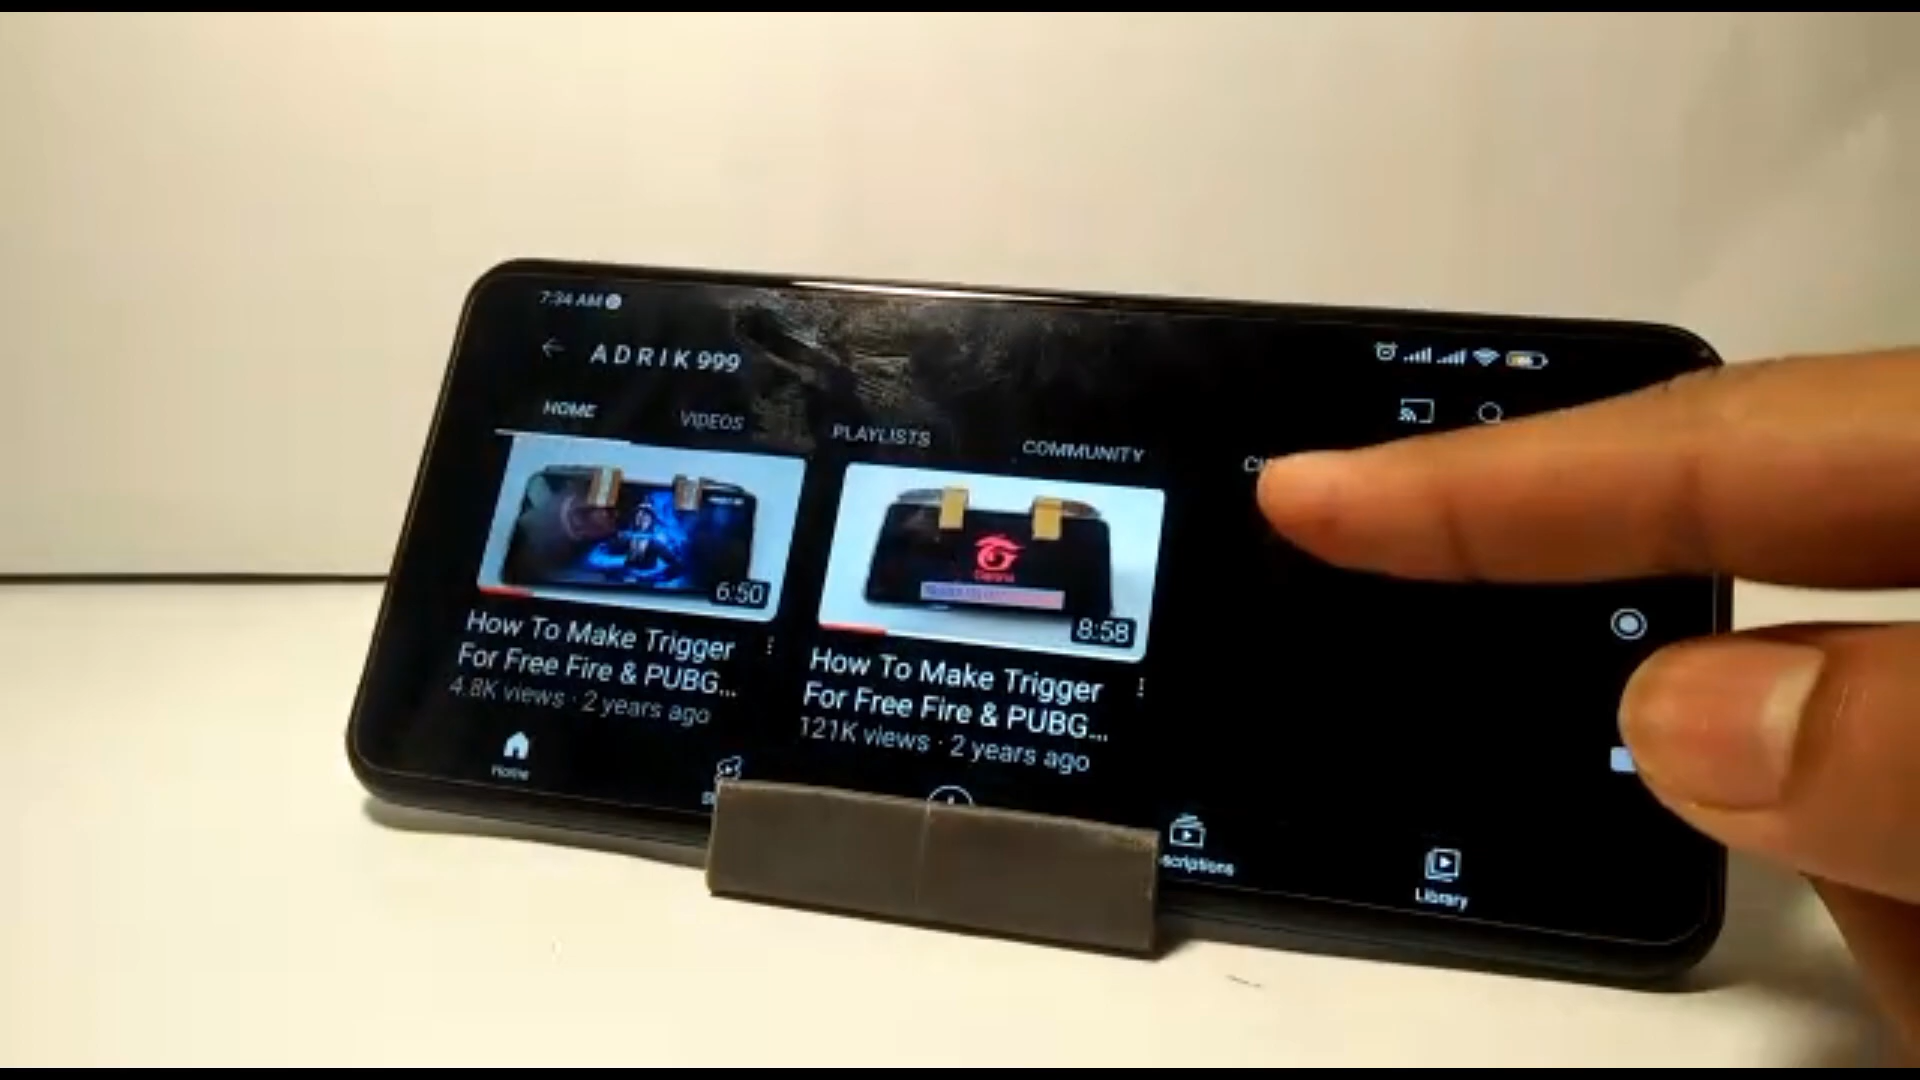 7:34 AM
A D R I K 999
HOME
VIDEOS
PLAYLISTS
COMMUNITY
6:50
8:58
How To Make Trigger
For Free Fire & PUBG...
4.8K views · 2 years ago
How To Make Trigger
For Free Fire & PUBG...
121K views · 2 years ago
Home
scriptions
Library